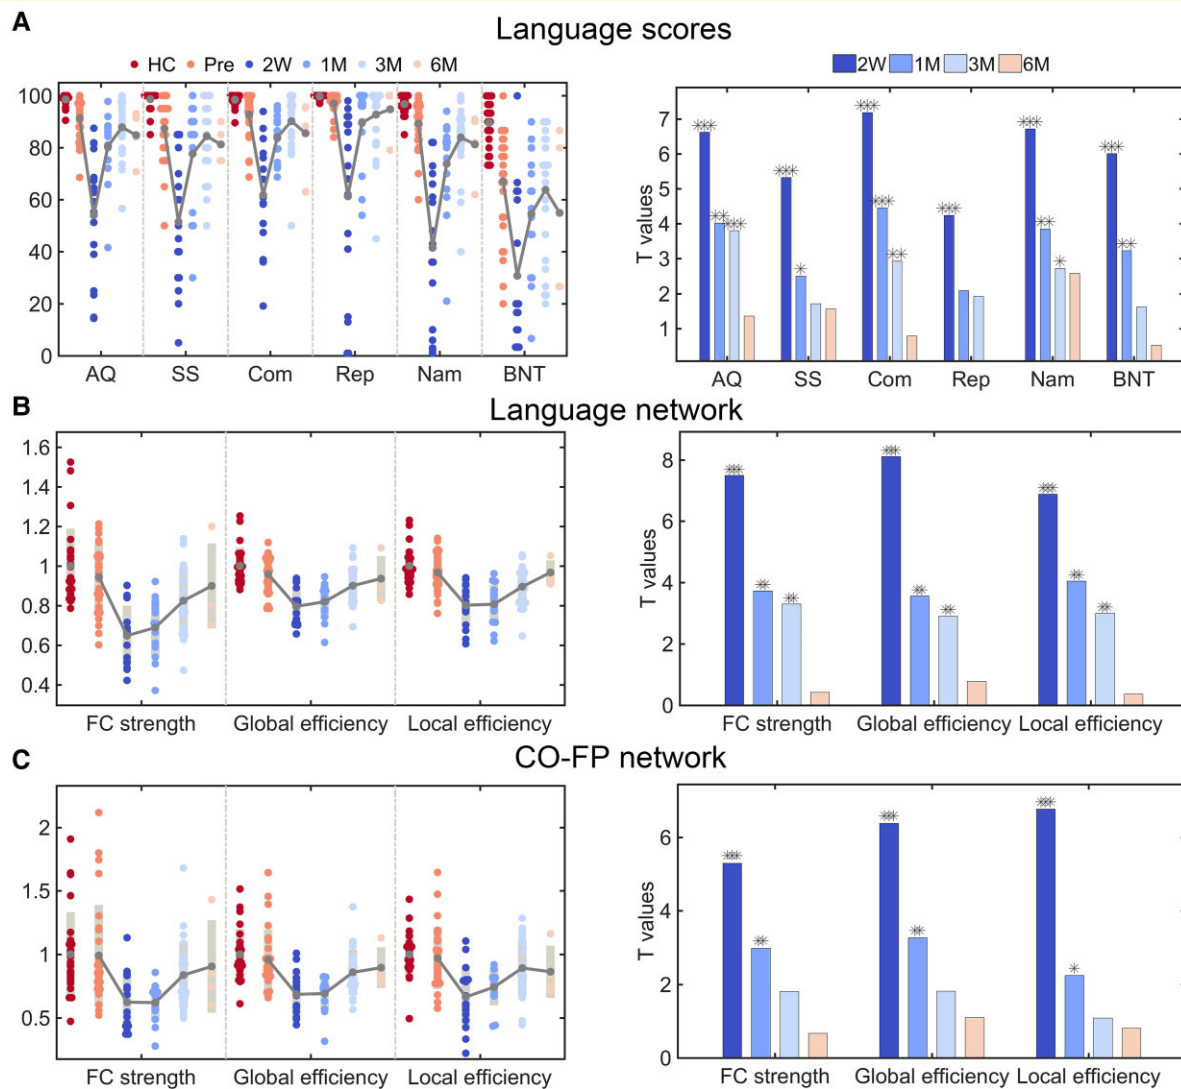 A
Language scores
HC Pre 2W 1M 3M 6M
100
80
60
40
20
0
AQ SS Com Rep Nam BNT
2W 1M 3M 6M
T values
7
6
5
4
3
2
1
*** ** ***
*** *
*** *** **
***
*** ** *
*** **
AQ SS Com Rep Nam BNT
B
Language network
1.6
1.4
1.2
1
0.8
0.6
0.4
FC strength Global efficiency Local efficiency
T values
8
6
4
2
0
*** ** **
*** ** **
*** ** **
FC strength Global efficiency Local efficiency
C
CO-FP network
2
1.5
1
0.5
FC strength Global efficiency Local efficiency
T values
6
4
2
0
*** **
*** **
*** *
FC strength Global efficiency Local efficiency